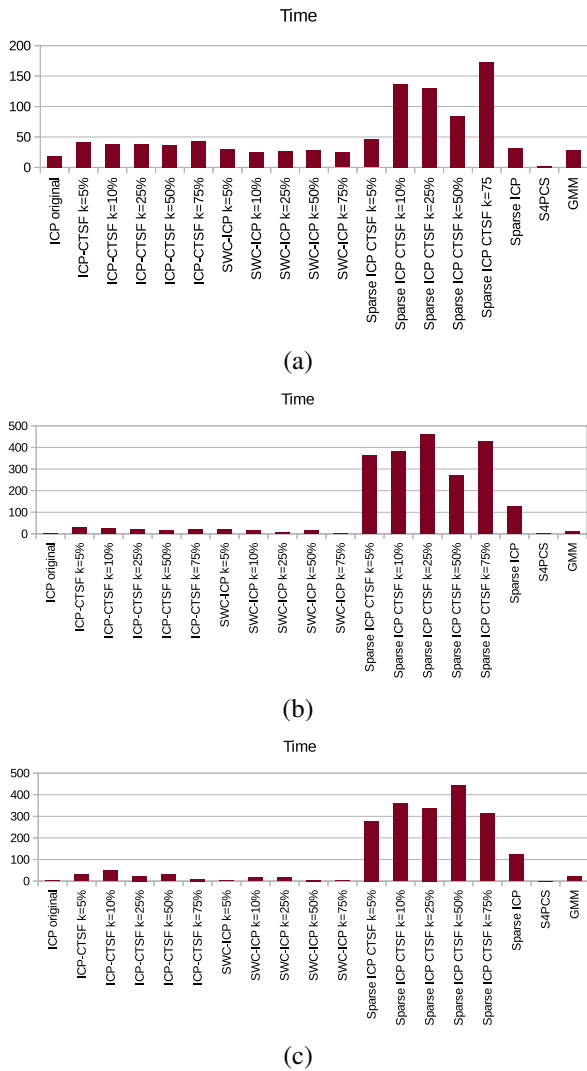 Time
200
150
100
50
0
ICP original
ICP-CTSF k=5%
ICP-CTSF k=10%
ICP-CTSF k=25%
ICP-CTSF k=50%
ICP-CTSF k=75%
SWC-ICP k=5%
SWC-ICP k=10%
SWC-ICP k=25%
SWC-ICP k=50%
SWC-ICP k=75%
Sparse ICP CTSF k=5%
Sparse ICP CTSF k=10%
Sparse ICP CTSF k=25%
Sparse ICP CTSF k=50%
Sparse ICP CTSF k=75
Sparse ICP
S4PCS
GMM
(a)
Time
500
400
300
200
100
0
ICP original
ICP-CTSF k=5%
ICP-CTSF k=10%
ICP-CTSF k=25%
ICP-CTSF k=50%
ICP-CTSF k=75%
SWC-ICP k=5%
SWC-ICP k=10%
SWC-ICP k=25%
SWC-ICP k=50%
SWC-ICP k=75%
Sparse ICP CTSF k=5%
Sparse ICP CTSF k=10%
Sparse ICP CTSF k=25%
Sparse ICP CTSF k=50%
Sparse ICP CTSF k=75%
Sparse ICP
S4PCS
GMM
(b)
Time
500
400
300
200
100
0
ICP original
ICP-CTSF k=5%
ICP-CTSF k=10%
ICP-CTSF k=25%
ICP-CTSF k=50%
ICP-CTSF k=75%
SWC-ICP k=5%
SWC-ICP k=10%
SWC-ICP k=25%
SWC-ICP k=50%
SWC-ICP k=75%
Sparse ICP CTSF k=5%
Sparse ICP CTSF k=10%
Sparse ICP CTSF k=25%
Sparse ICP CTSF k=50%
Sparse ICP CTSF k=75%
Sparse ICP
S4PCS
GMM
(c)